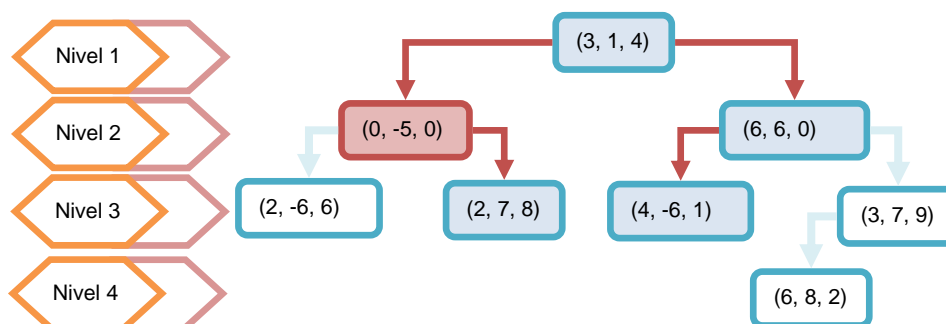 Nivel 1
(3, 1, 4)
Nivel 2
(0, -5, 0)
(6, 6, 0)
Nivel 3
(2, -6, 6)
(2, 7, 8)
(4, -6, 1)
(3, 7, 9)
Nivel 4
(6, 8, 2)